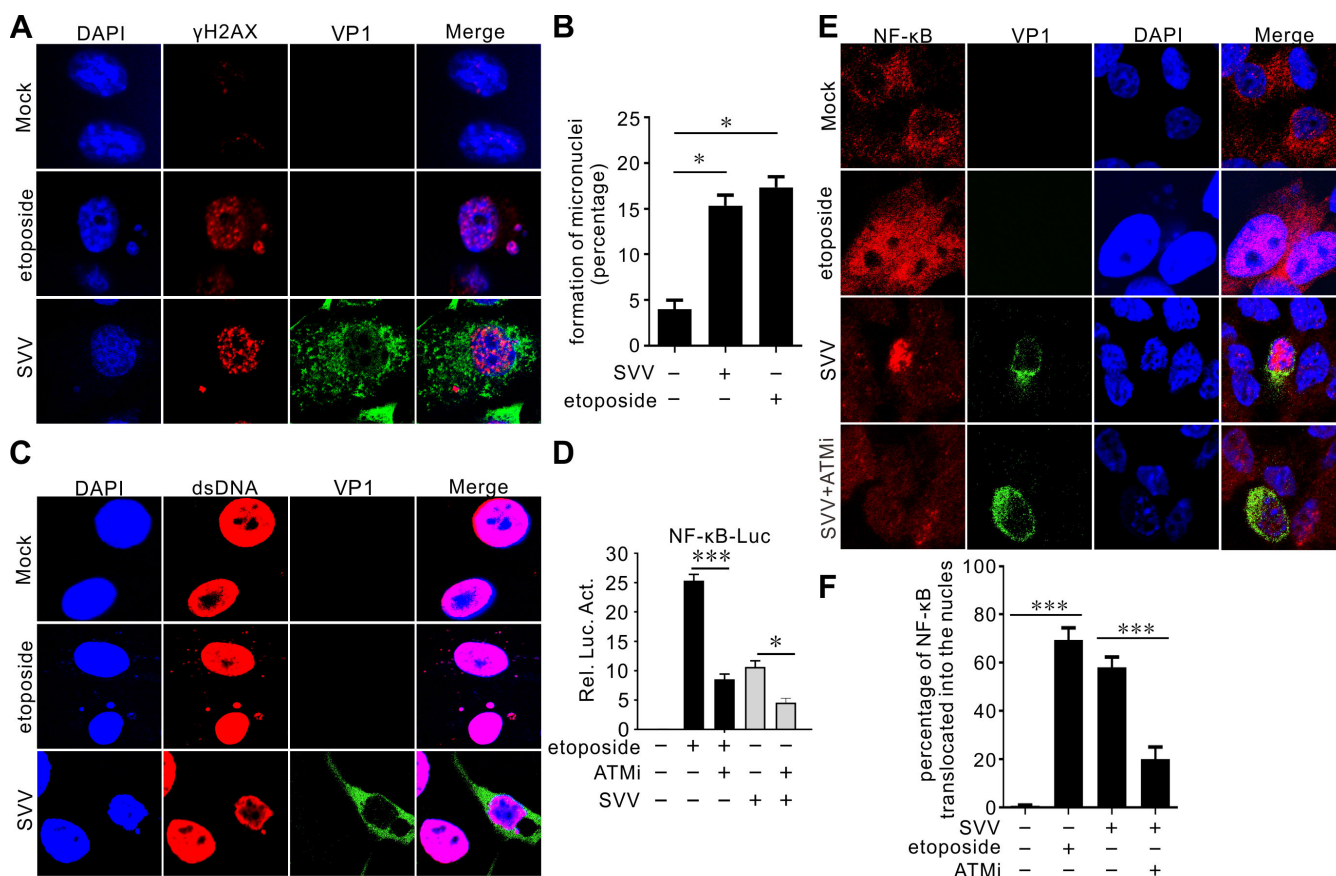 A
DAPI γH2AX VP1 Merge
Mock
etoposide
SVV
B
25
20
15
10
5
0
formation of micronuclei
(percentage)
*
*
SVV − + −
etoposide − − +
C
DAPI dsDNA VP1 Merge
Mock
etoposide
SVV
D
NF-κB-Luc
30
25
20
15
10
5
0
Rel. Luc. Act.
***
*
etoposide − + + − −
ATMi − − + − +
SVV − − − + +
E
NF-κB VP1 DAPI Merge
Mock
etoposide
SVV
SVV+ATMi
F
100
80
60
40
20
0
percentage of NF-κB
translocated into the nucles
***
***
SVV − − + +
etoposide − + − −
ATMi − − − +